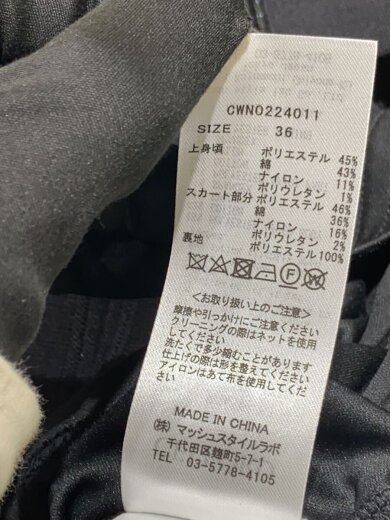 CWNO224011
SIZE 36
上身頃 ポリエステル 45%
綿 43%
ナイロン 11%
ポリウレタン 1%
スカート部分 ポリエステル 46%
綿 36%
ナイロン 16%
ポリウレタン 2%
裏地 ポリエステル100%
<お取り扱い上のご注意>
摩擦や引っかけにご注意ください
クリーニングの際はネットを使用
してください
洗たくで多少縮むことがあります
仕上げの際は形を整えてください
アイロンはあて布を使用してくだ
さい
MADE IN CHINA
(株) マッシュスタイルラボ
千代田区麹町5-7-1
TEL 03-5778-4105